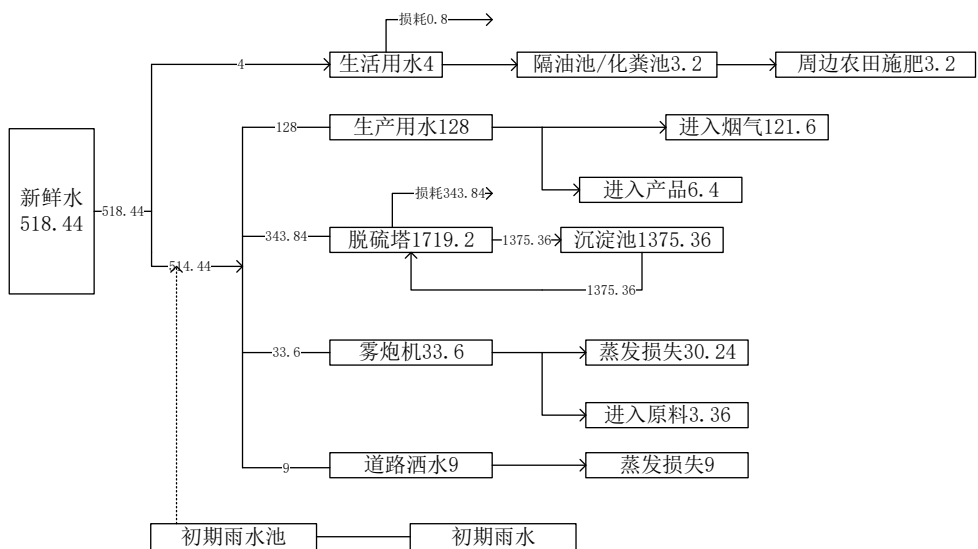 损耗0.8
4
生活用水4
隔油池/化粪池3.2
周边农田施肥3.2
128
生产用水128
进入烟气121.6
进入产品6.4
新鲜水
518.44
518.44
损耗343.84
343.84
脱硫塔1719.2
1375.36
沉淀池1375.36
514.44
1375.36
33.6
雾炮机33.6
蒸发损失30.24
进入原料3.36
9
道路洒水9
蒸发损失9
初期雨水池
初期雨水